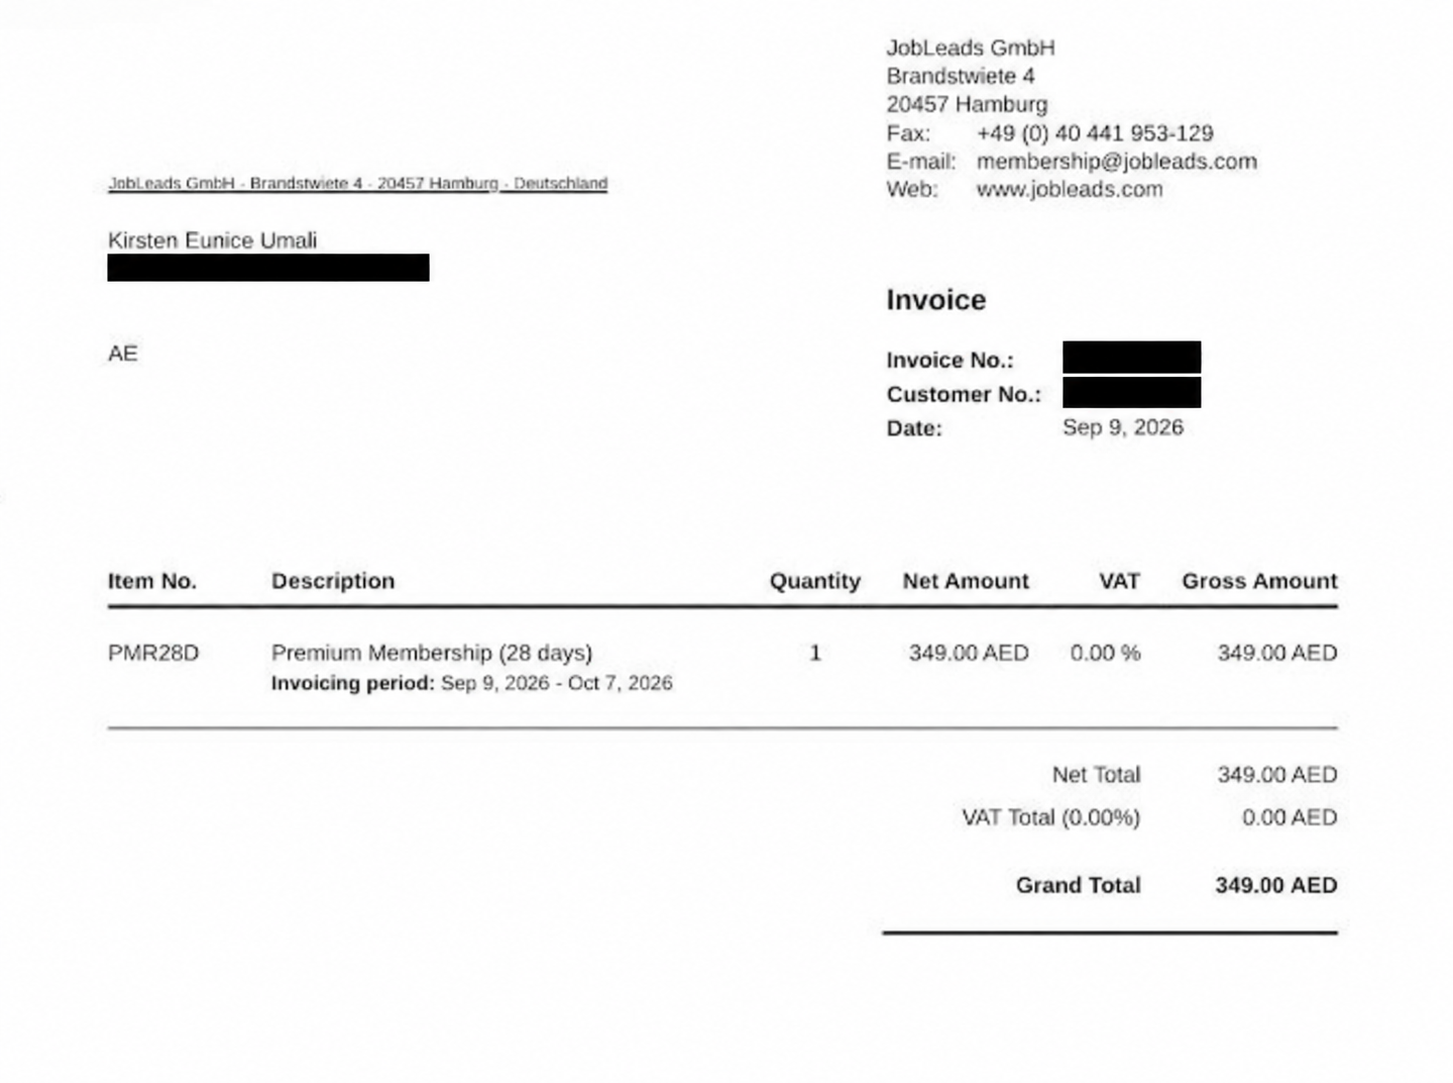 JobLeads GmbH
Brandstwiete 4
20457 Hamburg
Fax: +49 (0) 40 441 953-129
E-mail: membership@jobleads.com
Web: www.jobleads.com
JobLeads GmbH - Brandstwiete 4 - 20457 Hamburg - Deutschland
Kirsten Eunice Umali
AE
Invoice
Invoice No.:
Customer No.:
Date: Sep 9, 2026
Item No. Description Quantity Net Amount VAT Gross Amount
PMR28D Premium Membership (28 days) 1 349.00 AED 0.00 % 349.00 AED
Invoicing period: Sep 9, 2026 - Oct 7, 2026
Net Total 349.00 AED
VAT Total (0.00%) 0.00 AED
Grand Total 349.00 AED